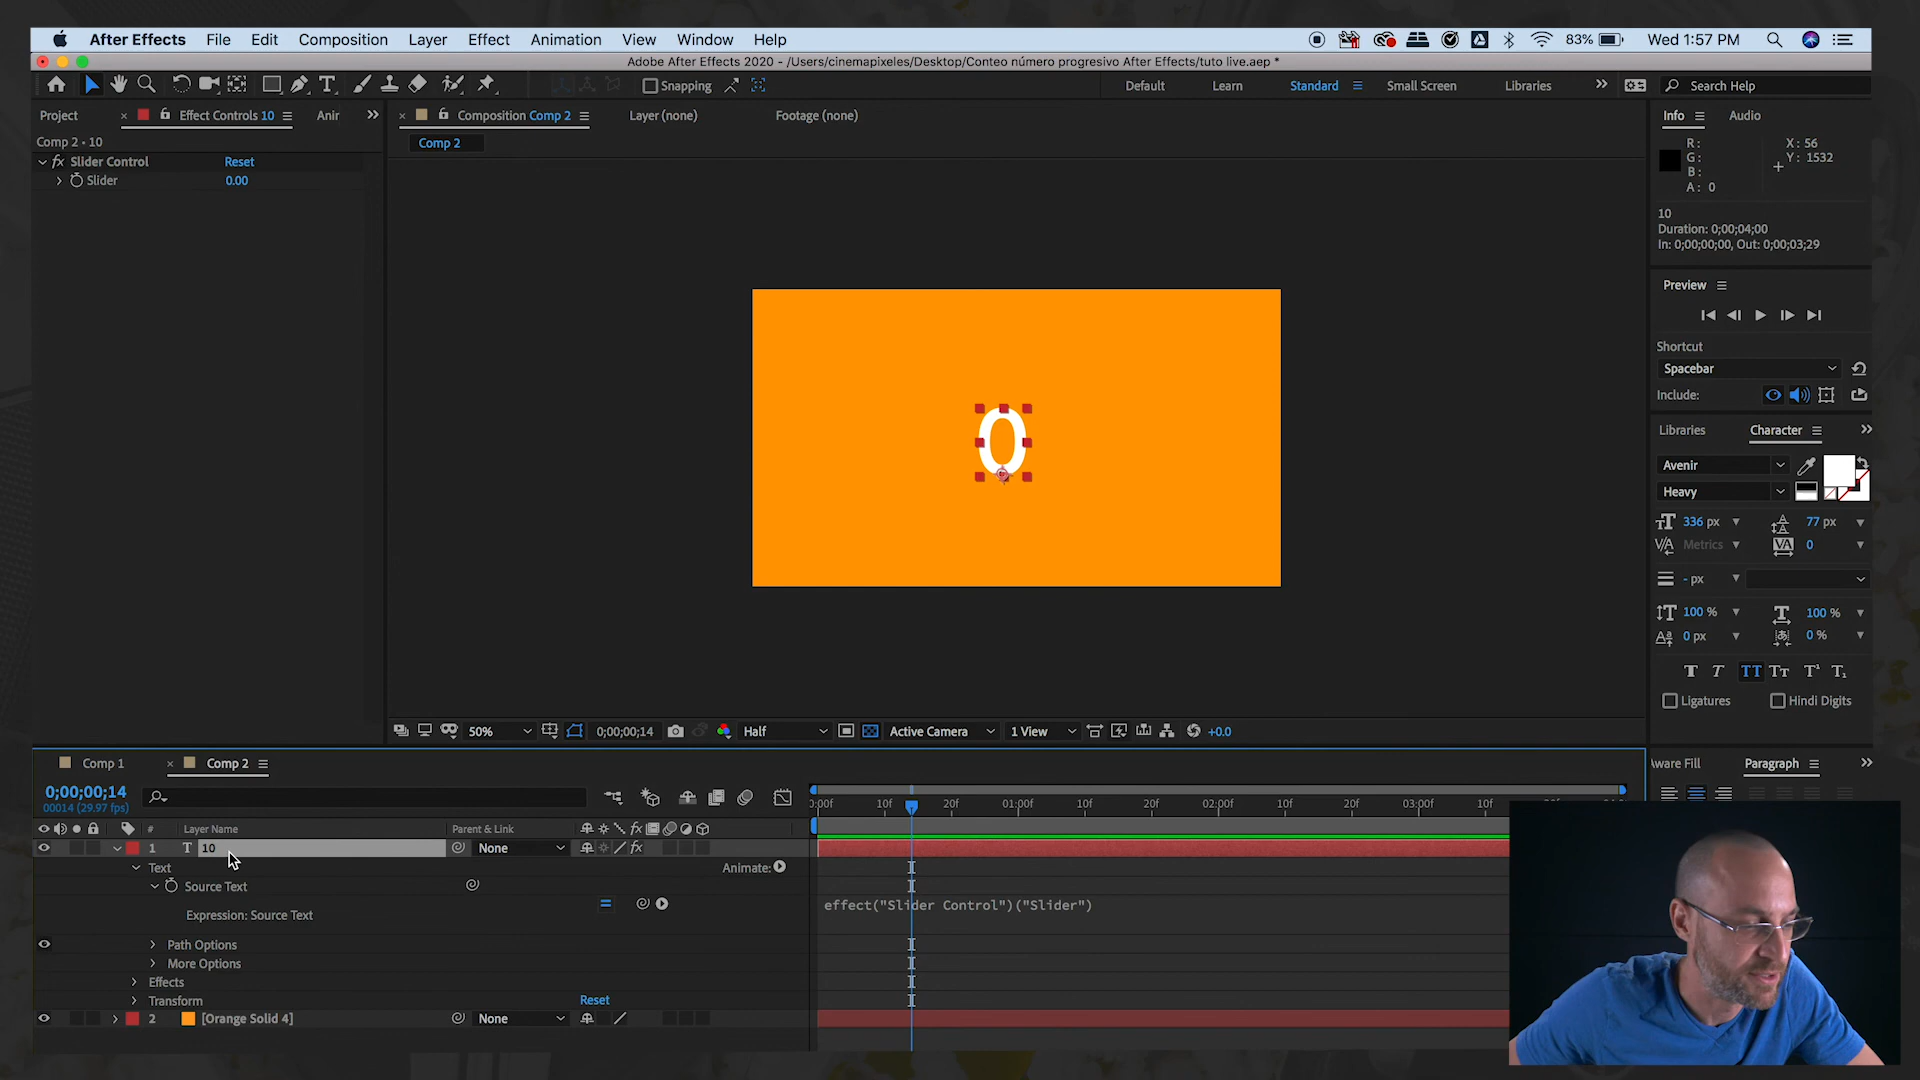 After Effects File Edit Composition Layer Effect Animation View Window Help 83% Wed 1:57 PM
Adobe After Effects 2020 - /Users/cinemapixeles/Desktop/Conteo número progresivo After Effects/tuto live.aep *
Snapping Default Learn Standard Small Screen Libraries Search Help
Project Effect Controls 10 Anir Composition Comp 2 Layer (none) Footage (none) Info Audio
Comp 2 • 10 Comp 2
R: X: 56
G: Y: 1532
B:
A: 0
fx Slider Control Reset
Slider 0.00
10
Duration: 0;00;04;00
In: 0;00;00;00, Out: 0;00;03;29
Preview
Shortcut
Spacebar
Include:
0
Libraries Character
Avenir
Heavy
336 px 77 px
Metrics 0
- px
100 % 100 %
0 px 0 %
Ligatures Hindi Digits
50% 0;00;00;14 Half Active Camera 1 View +0.0
Comp 1 Comp 2 Aware Fill Paragraph
0;00;00;14
00014 (29.97 fps)
0:00f 10f 20f 01:00f 10f 20f 02:00f 10f 20f 03:00f 10f
# Layer Name Parent & Link
1 T 10 None
Text Animate:
Source Text
Expression: Source Text effect("Slider Control")("Slider")
Path Options
More Options
Effects
Transform Reset
2 [Orange Solid 4] None